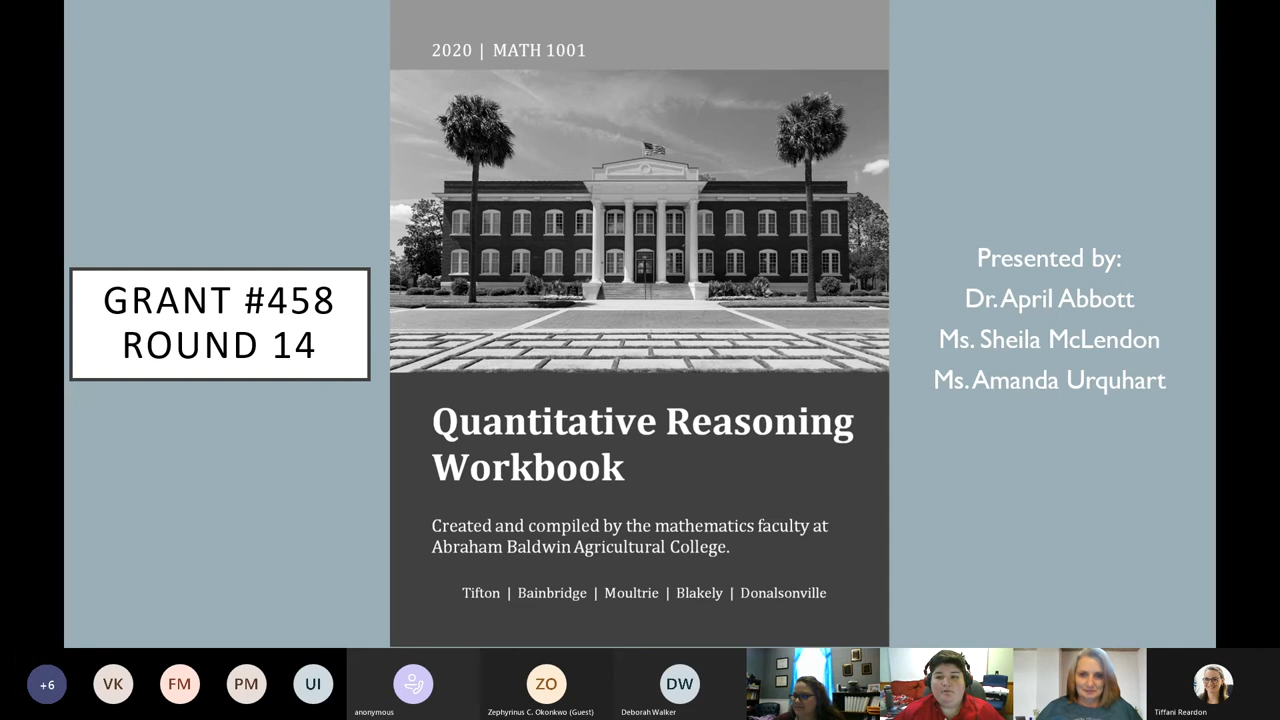 GRANT #458
ROUND 14
2020 | MATH 1001
Quantitative Reasoning
Workbook
Created and compiled by the mathematics faculty at
Abraham Baldwin Agricultural College.
Tifton | Bainbridge | Moultrie | Blakely | Donalsonville
Presented by:
Dr. April Abbott
Ms. Sheila McLendon
Ms. Amanda Urquhart
+6
VK
FM
PM
UI
anonymous
ZO
Zephyrinus C. Okonkwo (Guest)
DW
Deborah Walker
Tiffani Reardon